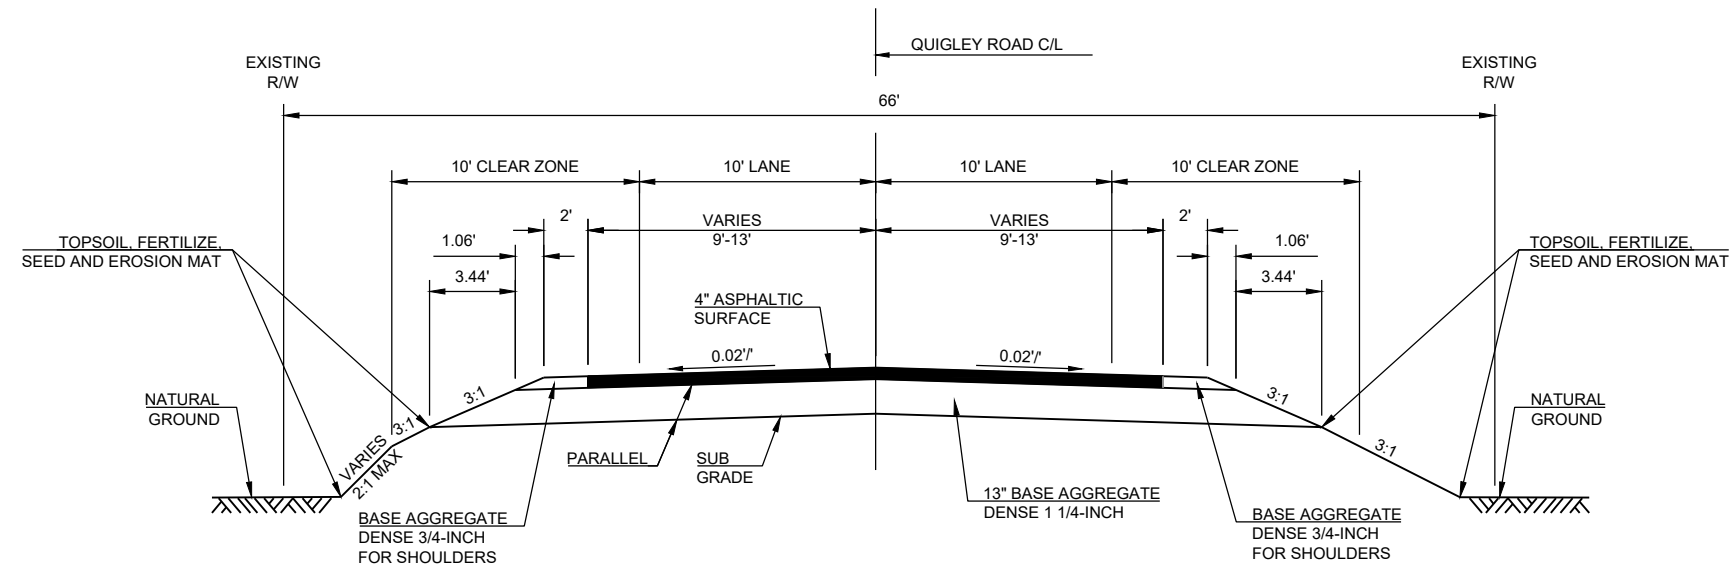 QUIGLEY ROAD C/L
EXISTING
R/W
EXISTING
R/W
66'
10' CLEAR ZONE
10' LANE
10' LANE
10' CLEAR ZONE
2'
VARIES
9'-13'
VARIES
9'-13'
2'
1.06'
1.06'
TOPSOIL, FERTILIZE,
SEED AND EROSION MAT
TOPSOIL, FERTILIZE,
SEED AND EROSION MAT
3.44'
3.44'
4" ASPHALTIC
SURFACE
0.02'/'
0.02'/'
3:1
3:1
NATURAL
GROUND
NATURAL
GROUND
3:1
VARIES
2:1 MAX
3:1
PARALLEL
SUB
GRADE
13" BASE AGGREGATE
DENSE 1 1/4-INCH
BASE AGGREGATE
DENSE 3/4-INCH
FOR SHOULDERS
BASE AGGREGATE
DENSE 3/4-INCH
FOR SHOULDERS